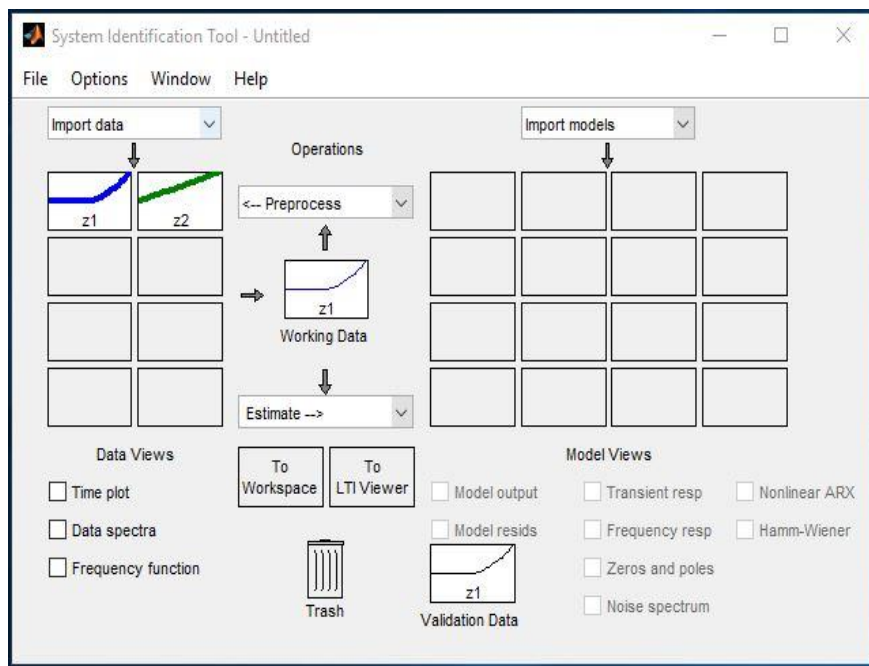 System Identification Tool - Untitled
File Options Window Help
Import data
Import models
Operations
z1
z2
<-- Preprocess
z1
Working Data
Estimate -->
Data Views
Time plot
Data spectra
Frequency function
To
Workspace
To
LTI Viewer
Trash
Model Views
Model output
Transient resp
Nonlinear ARX
Model resids
Frequency resp
Hamm-Wiener
z1
Validation Data
Zeros and poles
Noise spectrum